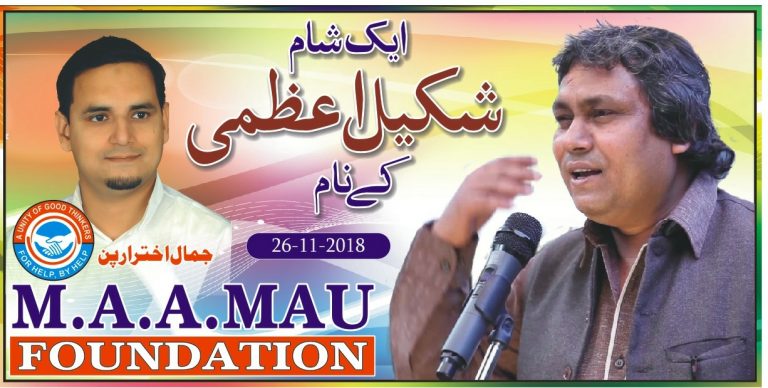 ایک شام
شکیل اعظمی
کے نام
26-11-2018
A UNITY OF GOOD THINKERS
FOR HELP, BY HELP
جمال اختر ارپن
M.A.A.MAU
FOUNDATION